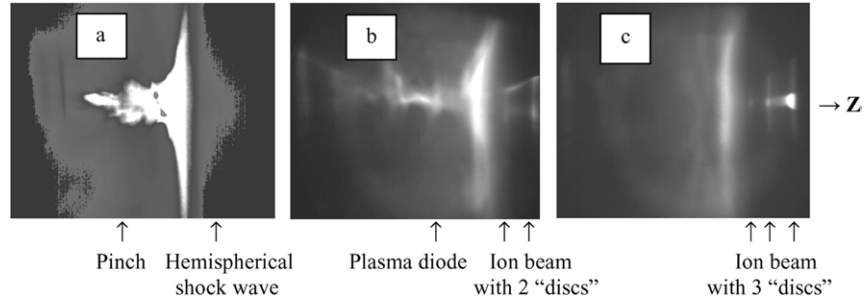 a
b
c
→ Z
↑ ↑ ↑ ↑ ↑ ↑ ↑ ↑
Pinch Hemispherical Plasma diode Ion beam Ion beam
shock wave with 2 “discs” with 3 “discs”